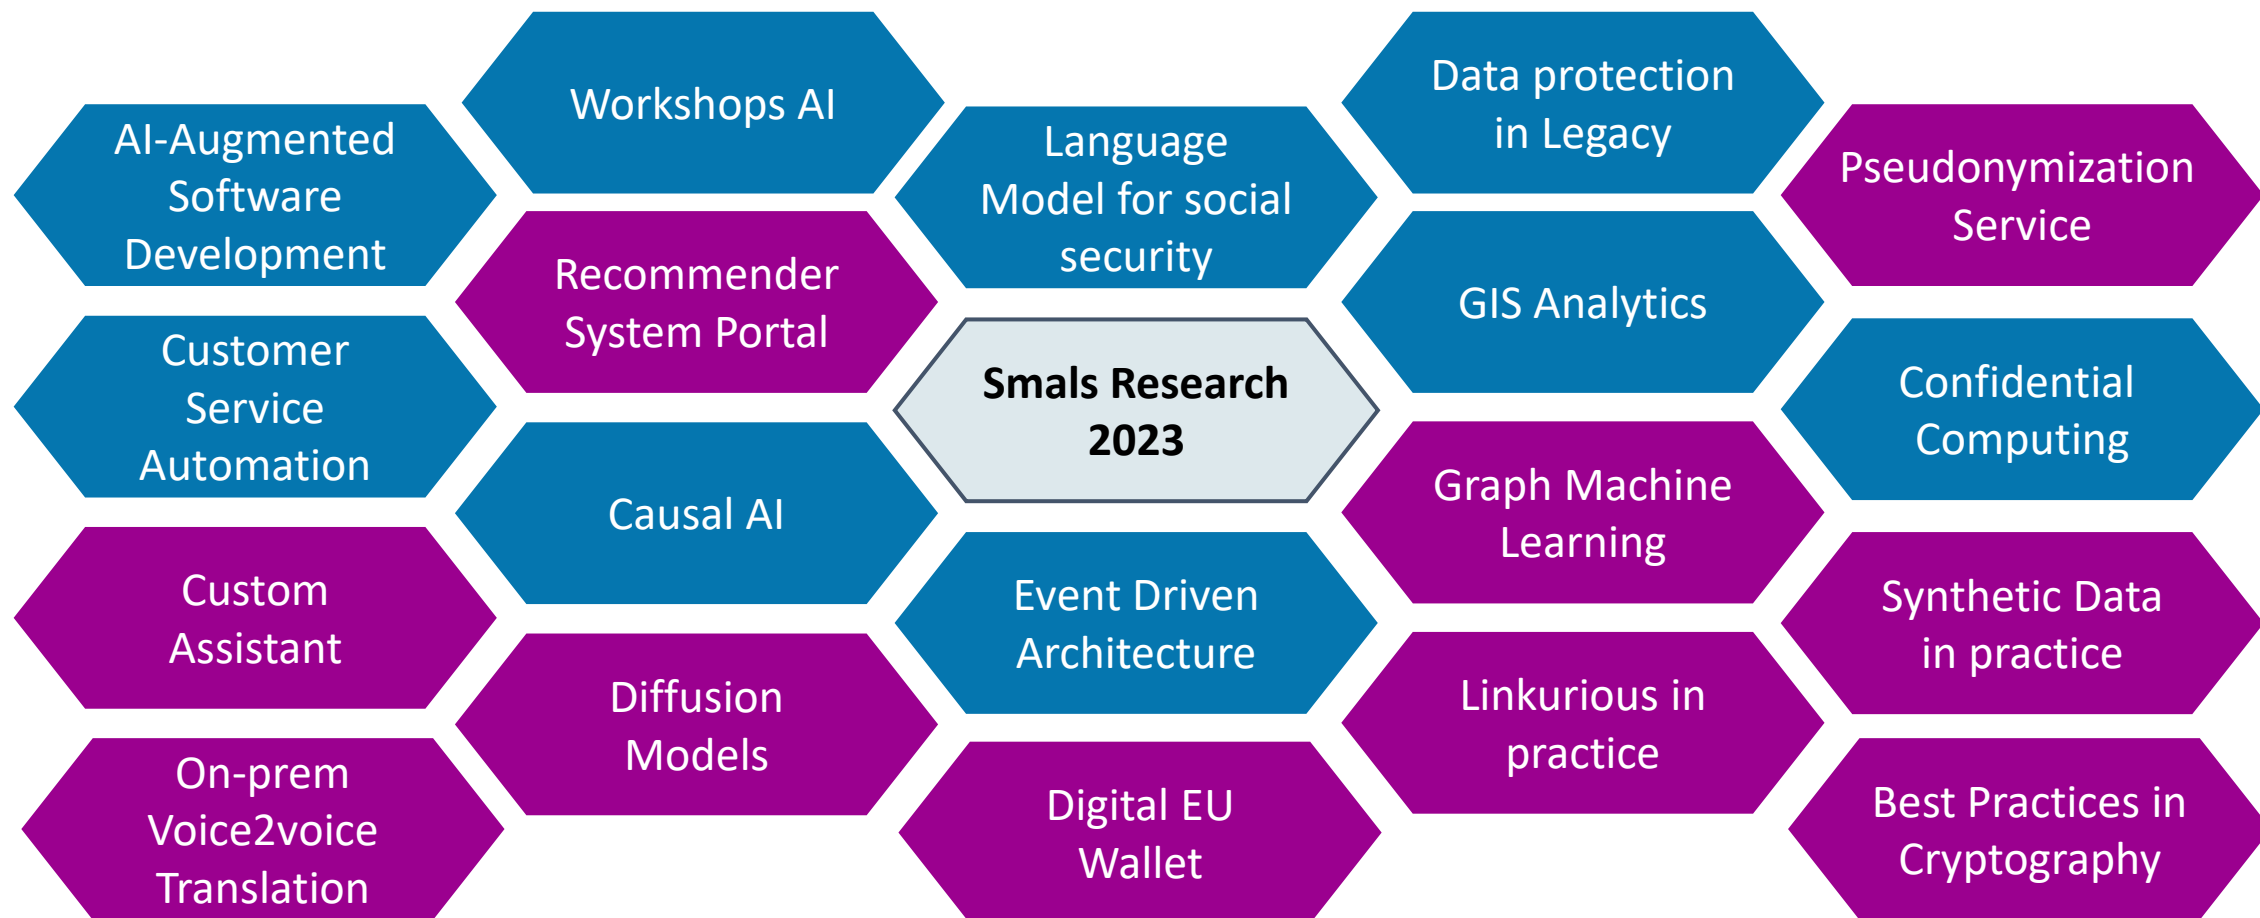 AI-Augmented
Software
Development
Customer
Service
Automation
Custom
Assistant
On-prem
Voice2voice
Translation
Workshops AI
Recommender
System Portal
Causal AI
Diffusion
Models
Language
Model for social
security
Smals Research
2023
Event Driven
Architecture
Digital EU
Wallet
Data protection
in Legacy
GIS Analytics
Graph Machine
Learning
Linkurious in
practice
Pseudonymization
Service
Confidential
Computing
Synthetic Data
in practice
Best Practices in
Cryptography